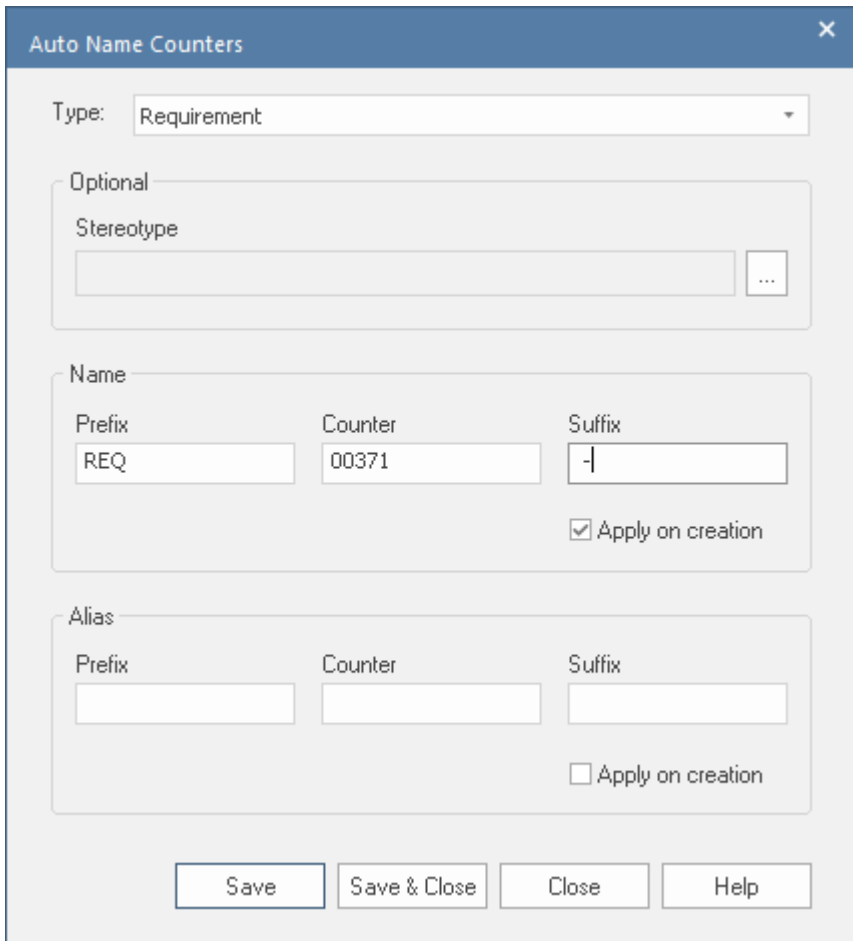 Auto Name Counters
Type: Requirement
Optional
Stereotype
...
Name
Prefix Counter Suffix
REQ 00371 -
Apply on creation
Alias
Prefix Counter Suffix
Apply on creation
Save Save & Close Close Help